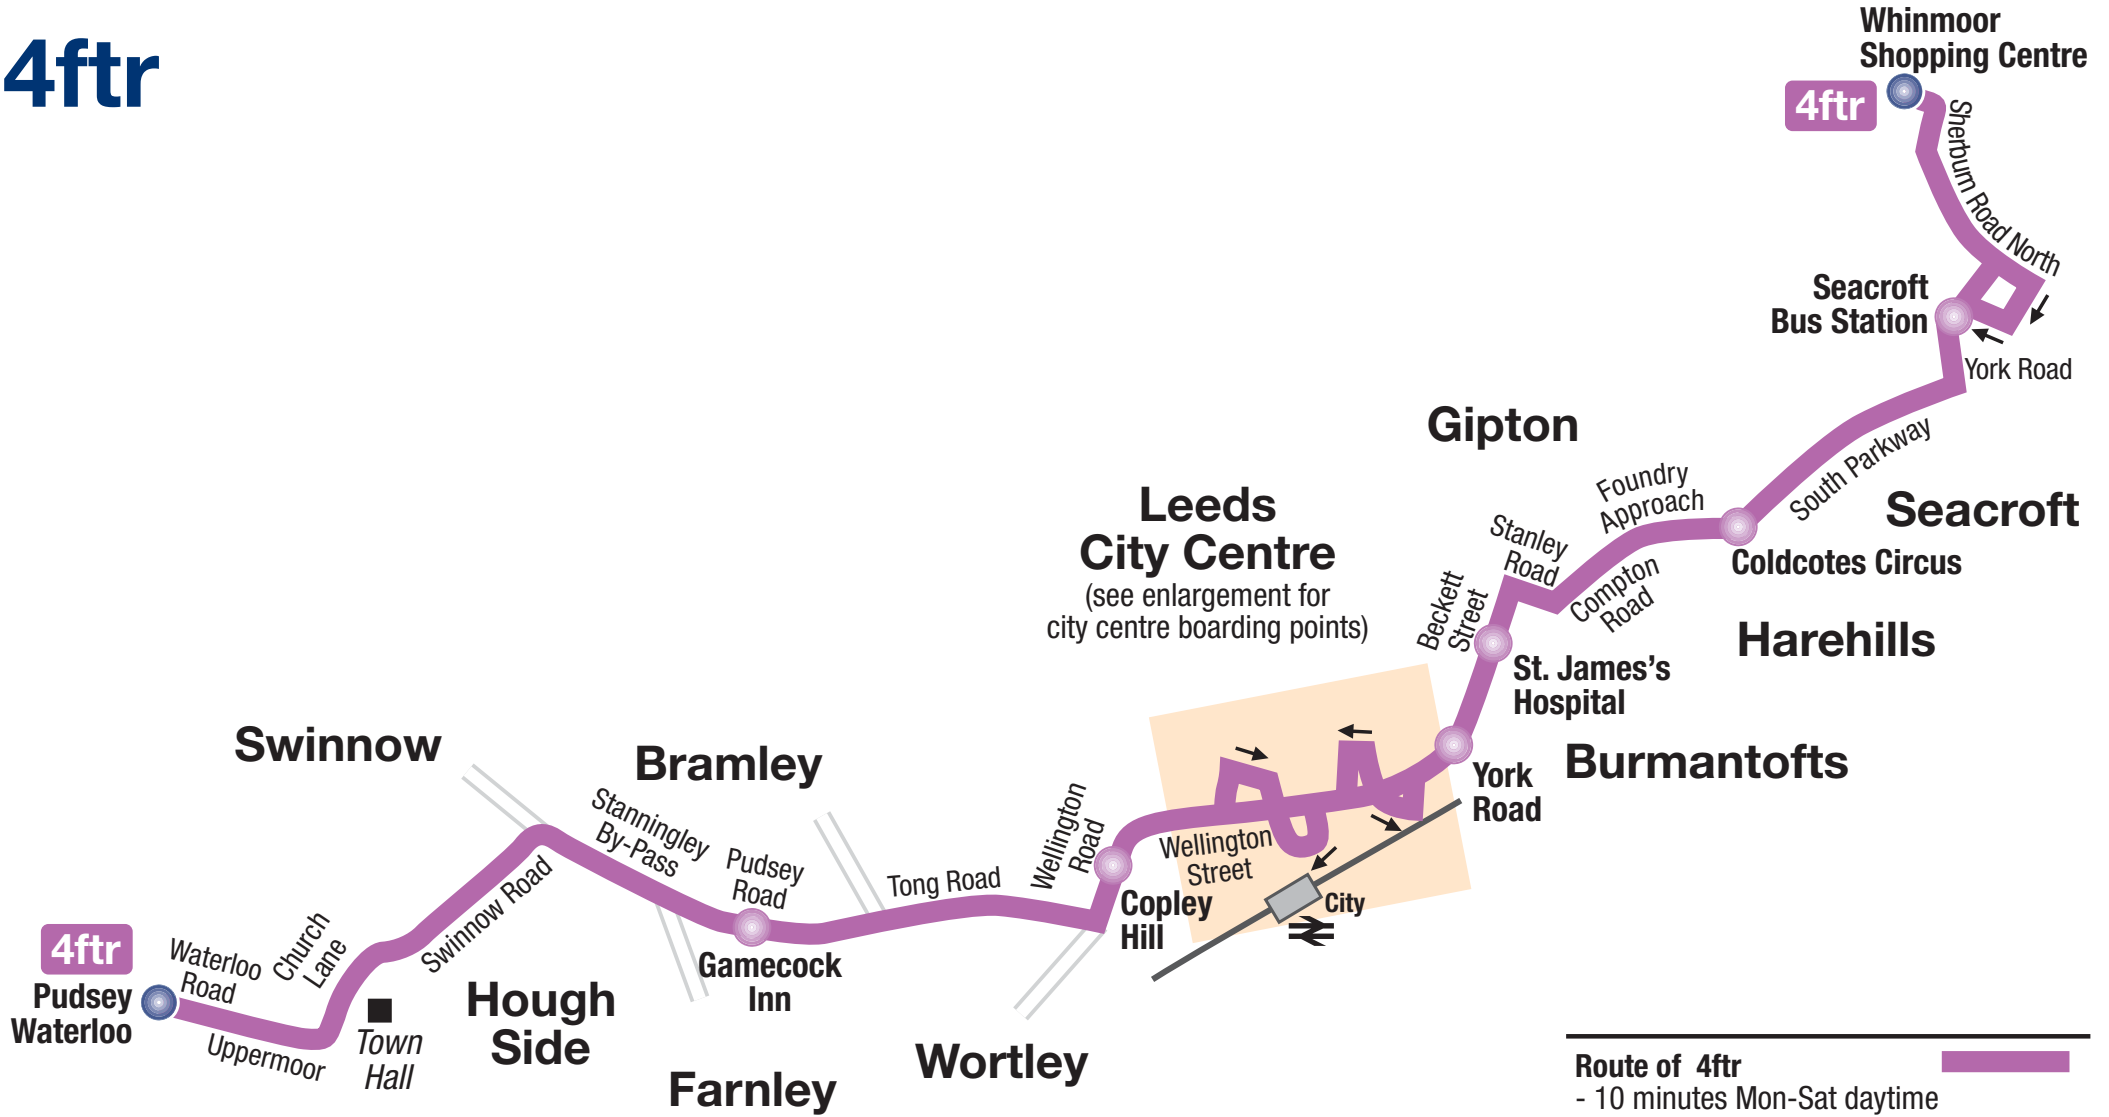 4ftr
Whinmoor
Shopping Centre
4ftr
Sherburn Road North
Seacroft
Bus Station
York Road
Gipton
South Parkway
Seacroft
Foundry
Approach
Coldcotes Circus
Stanley
Road
Compton
Road
Harehills
Leeds
City Centre
(see enlargement for
city centre boarding points)
Beckett
Street
St. James's
Hospital
Burmantofts
York
Road
Wellington
Street
City
Wellington
Road
Copley
Hill
Swinnow
Bramley
Stanningley
By-Pass
Pudsey
Road
Tong Road
Gamecock
Inn
Wortley
Farnley
Hough
Side
Swinnow Road
Church
Lane
Town
Hall
4ftr
Waterloo
Road
Pudsey
Waterloo
Uppermoor
Route of 4ftr
- 10 minutes Mon-Sat daytime